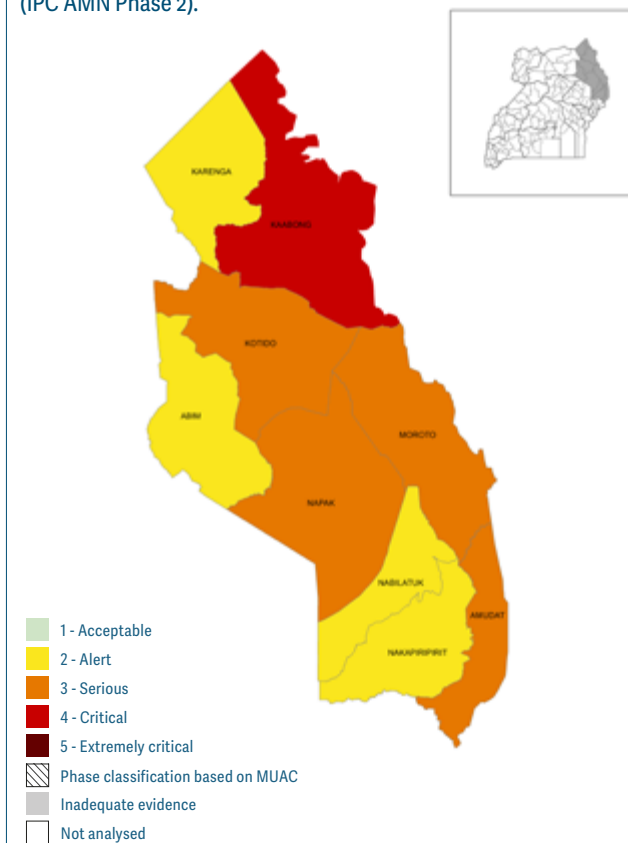 (IPC AMN Phase 2).
KARENGA
KAABONG
KOTIDO
ABIM
MOROTO
NAPAK
NABILATUK
AMUDAT
NAKAPIRIPIRIT
1 - Acceptable
2 - Alert
3 - Serious
4 - Critical
5 - Extremely critical
Phase classification based on MUAC
Inadequate evidence
Not analysed